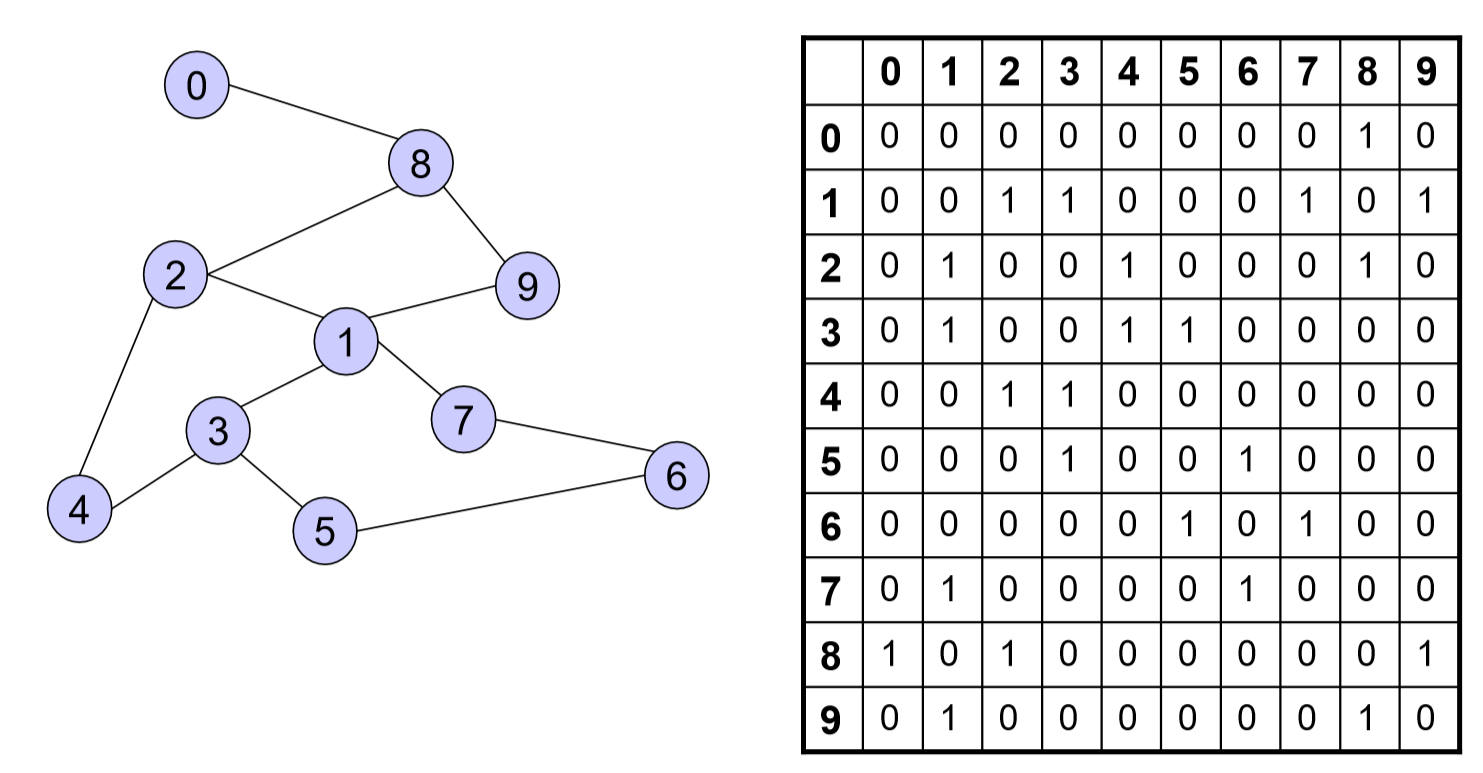 0
8
2
9
1
3
7
6
4
5
0 1 2 3 4 5 6 7 8 9
0 0 0 0 0 0 0 0 0 1 0
1 0 0 1 1 0 0 0 1 0 1
2 0 1 0 0 1 0 0 0 1 0
3 0 1 0 0 1 1 0 0 0 0
4 0 0 1 1 0 0 0 0 0 0
5 0 0 0 1 0 0 1 0 0 0
6 0 0 0 0 0 1 0 1 0 0
7 0 1 0 0 0 0 1 0 0 0
8 1 0 1 0 0 0 0 0 0 1
9 0 1 0 0 0 0 0 0 1 0